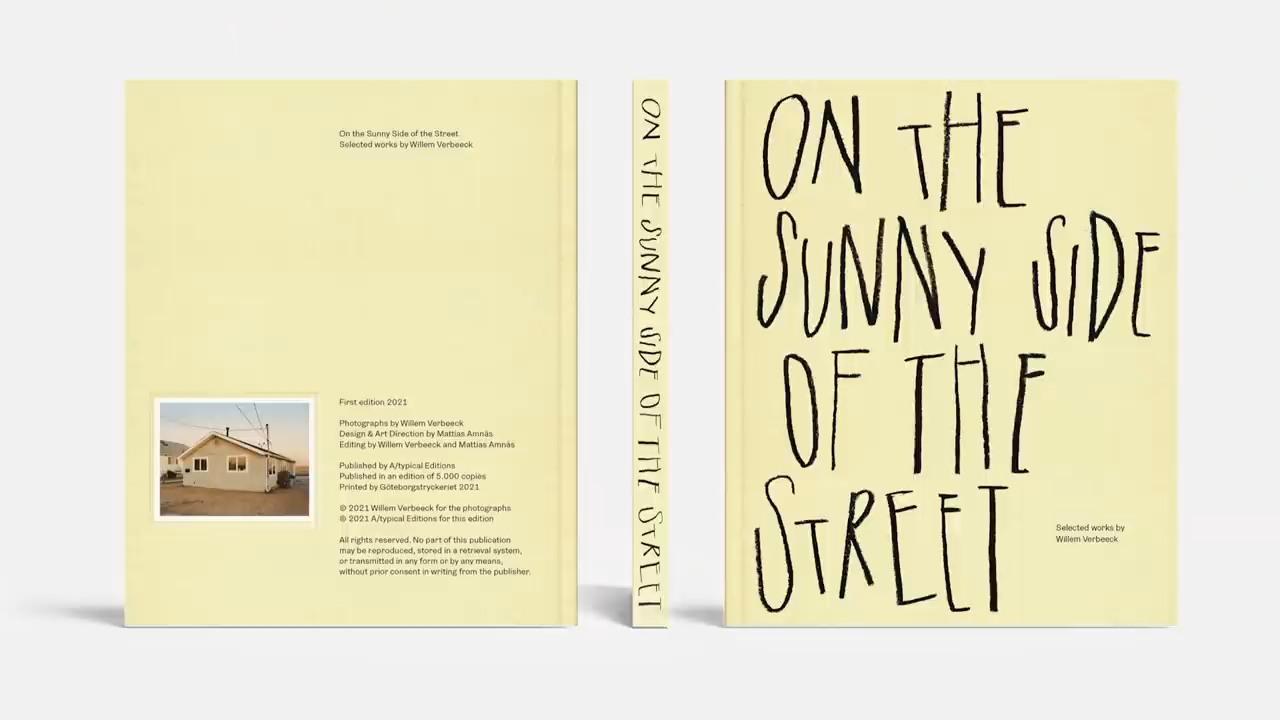 On the Sunny Side of the Street
Selected works by Willem Verbeeck
First edition 2021
Photographs by Willem Verbeeck
Design & Art Direction by Mattias Amnäs
Editing by Willem Verbeeck and Mattias Amnäs
Published by A/typical Editions
Published in an edition of 5.000 copies
Printed by Göteborgstryckeriet 2021
© 2021 Willem Verbeeck for the photographs
© 2021 A/typical Editions for this edition
All rights reserved. No part of this publication
may be reproduced, stored in a retrieval system,
or transmitted in any form or by any means,
without prior consent in writing from the publisher.
ON THE SUNNY SIDE OF THE STREET
ON THE
SUNNY SIDE
OF THE
STREET
Selected works by
Willem Verbeeck